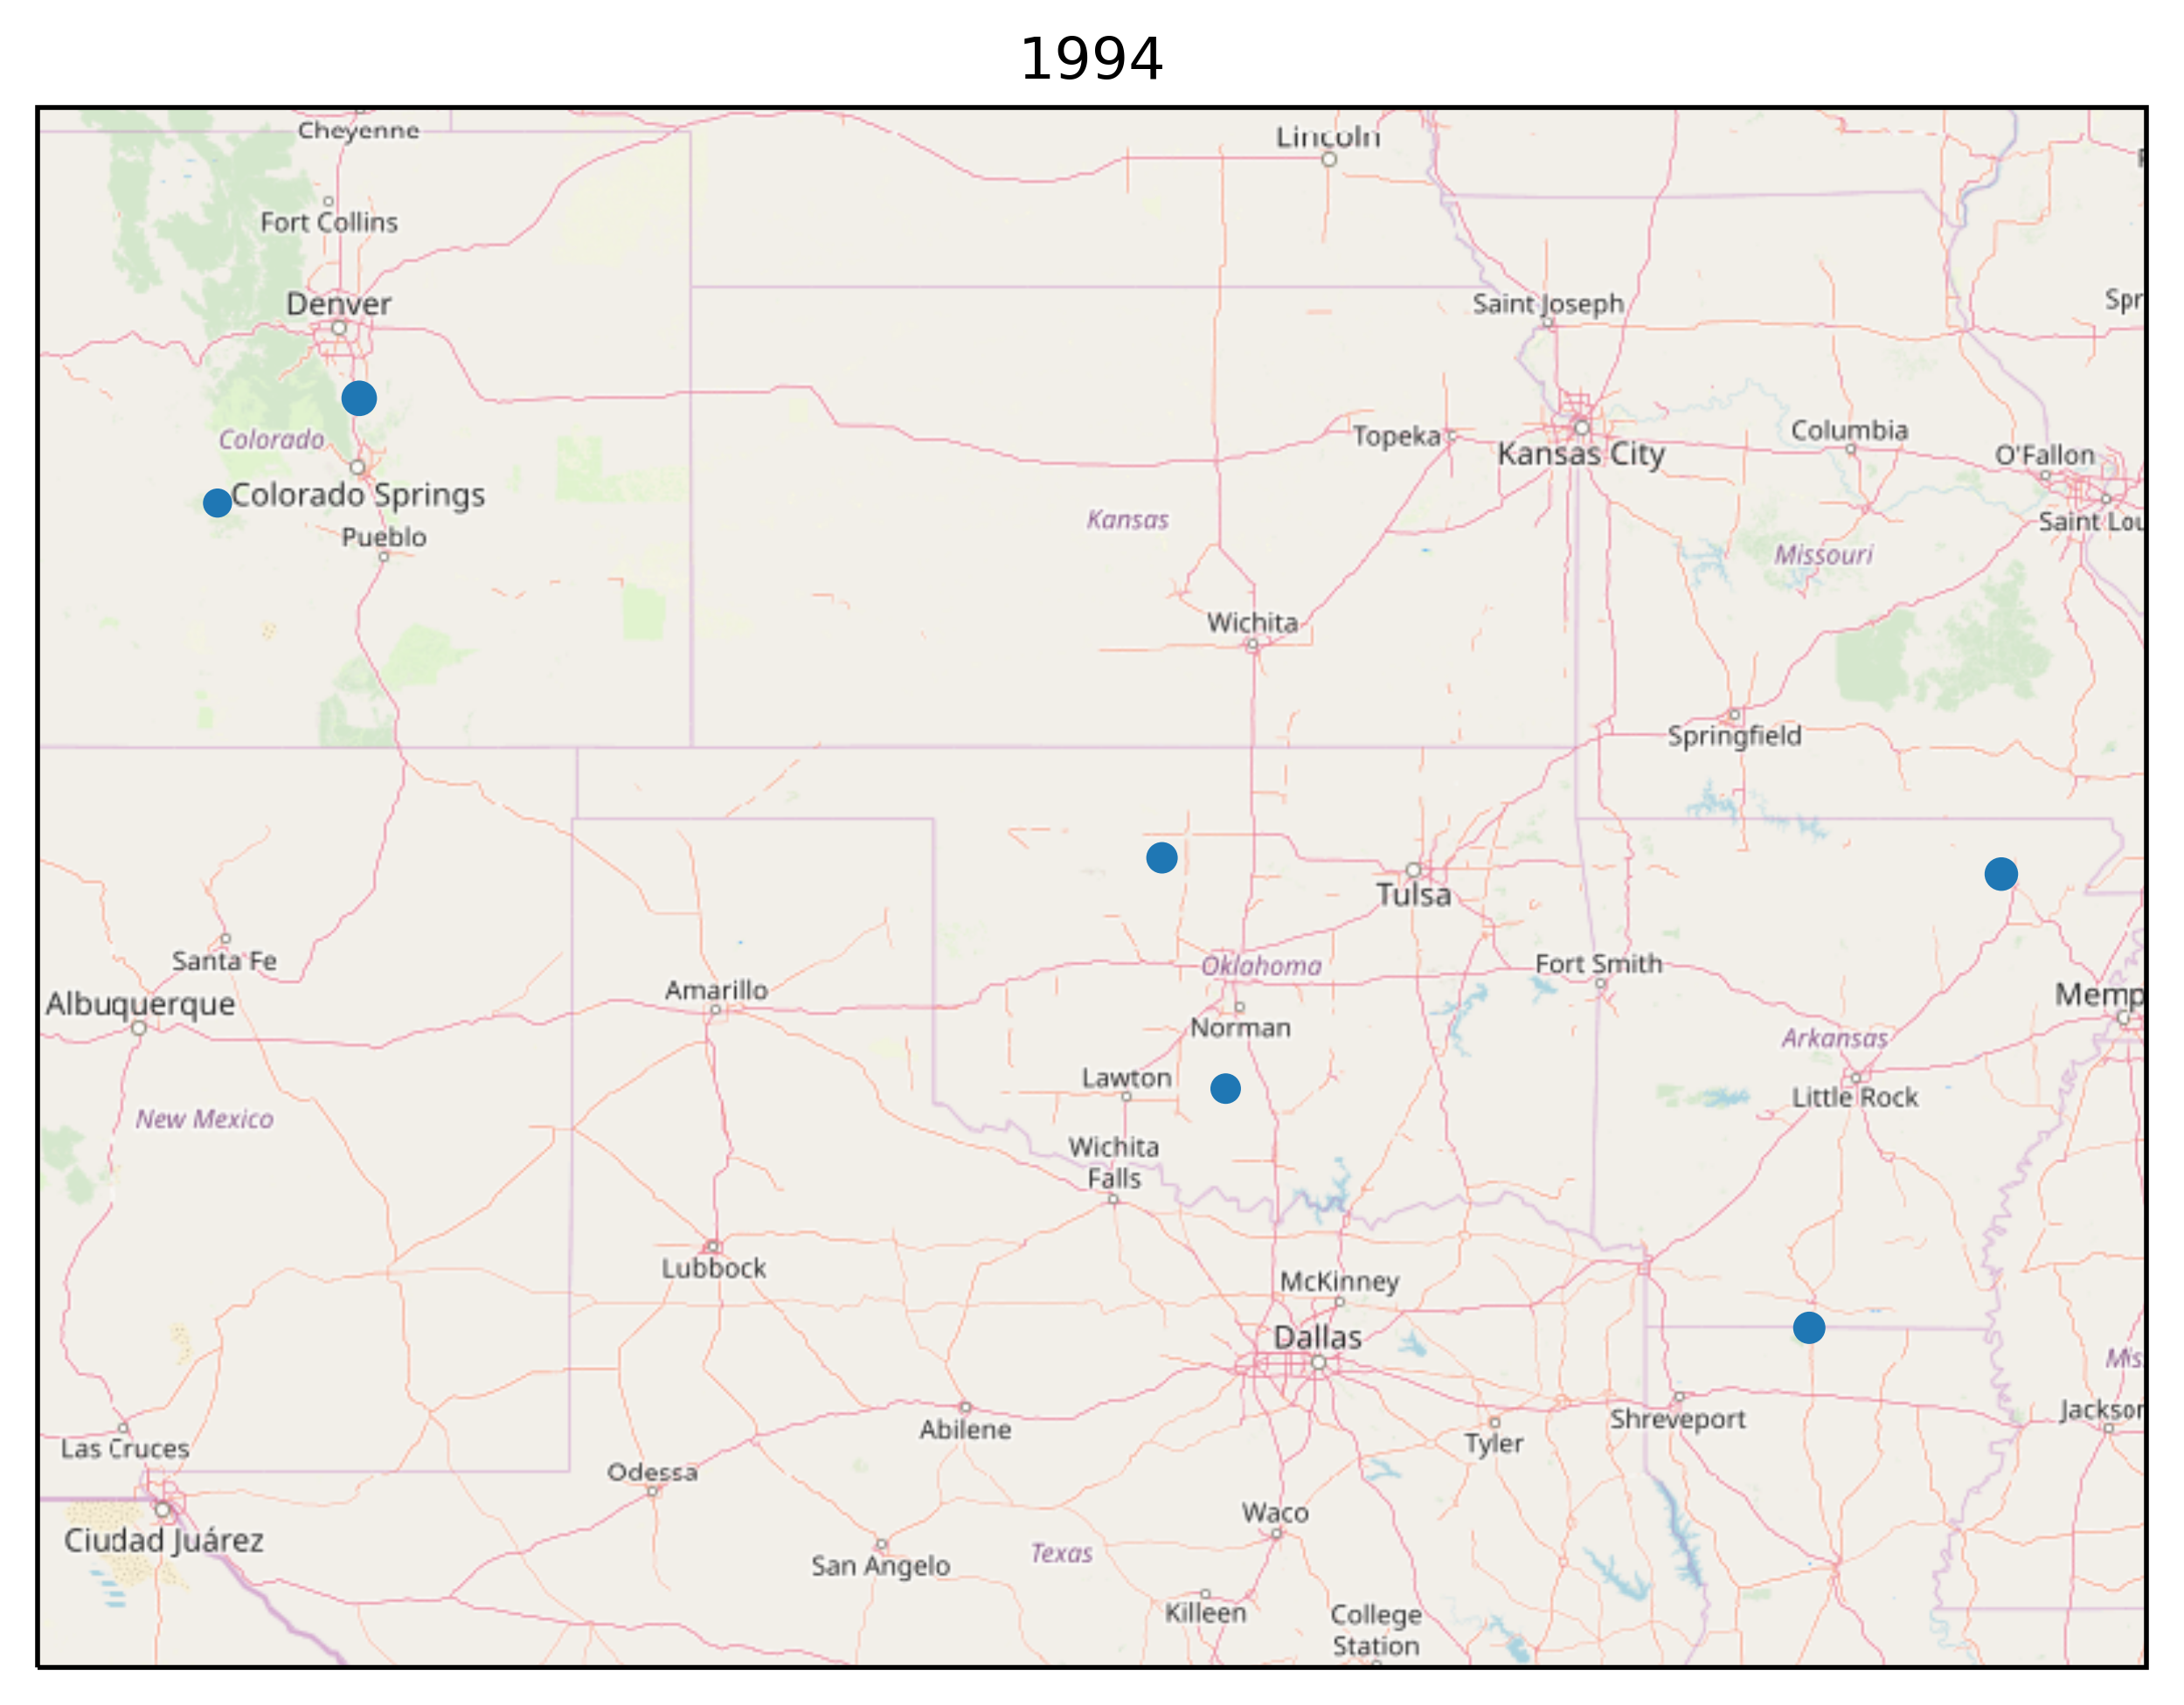 1994
Cheyenne
Lincoln
Fort Collins
Denver
Saint Joseph
Spr
Colorado
Topeka
Kansas City
Columbia
O'Fallon
Colorado Springs
Kansas
Saint Lou
Pueblo
Missouri
Wichita
Springfield
Tulsa
Santa Fe
Oklahoma
Fort Smith
Albuquerque
Amarillo
Memp
Norman
Arkansas
Lawton
Little Rock
New Mexico
Wichita
Falls
Lubbock
McKinney
Dallas
Mis
Abilene
Shreveport
Jackson
Las Cruces
Tyler
Odessa
Waco
Ciudad Juárez
San Angelo
Texas
Killeen
College
Station